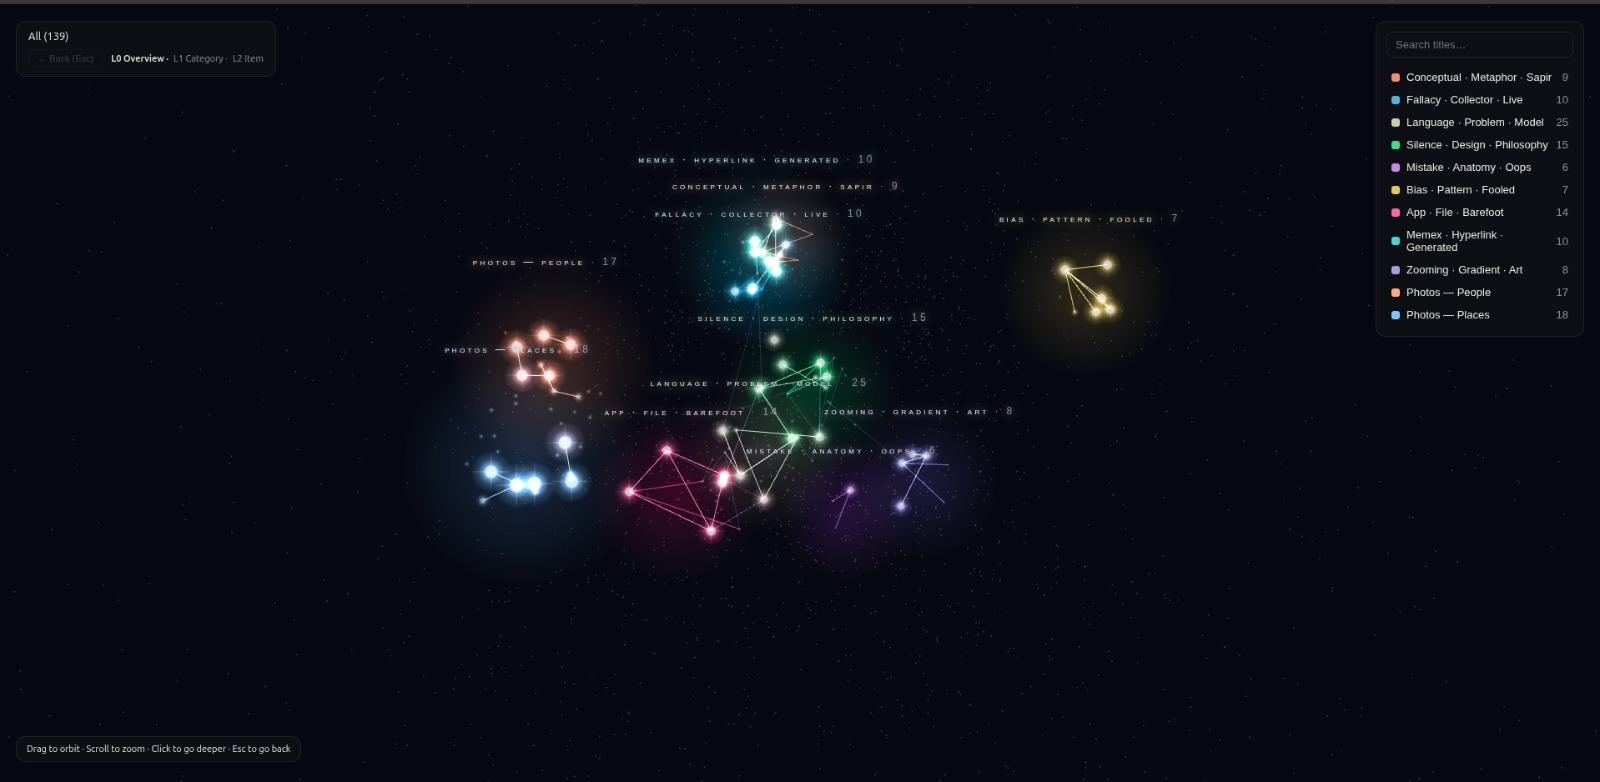 All (139)
← Back (Esc) L0 Overview · L1 Category · L2 Item
Search titles…
Conceptual · Metaphor · Sapir 9
Fallacy · Collector · Live 10
Language · Problem · Model 25
Silence · Design · Philosophy 15
Mistake · Anatomy · Oops 6
Bias · Pattern · Fooled 7
App · File · Barefoot 14
Memex · Hyperlink ·
Generated 10
Zooming · Gradient · Art 8
Photos — People 17
Photos — Places 18
MEMEX · HYPERLINK · GENERATED · 10
CONCEPTUAL · METAPHOR · SAPIR · 9
FALLACY · COLLECTOR · LIVE · 10
BIAS · PATTERN · FOOLED · 7
PHOTOS — PEOPLE · 17
SILENCE · DESIGN · PHILOSOPHY · 15
PHOTOS — PLACES · 18
LANGUAGE · PROBLEM · MODEL · 25
APP · FILE · BAREFOOT · 14
ZOOMING · GRADIENT · ART · 8
MISTAKE · ANATOMY · OOPS · 6
Drag to orbit · Scroll to zoom · Click to go deeper · Esc to go back